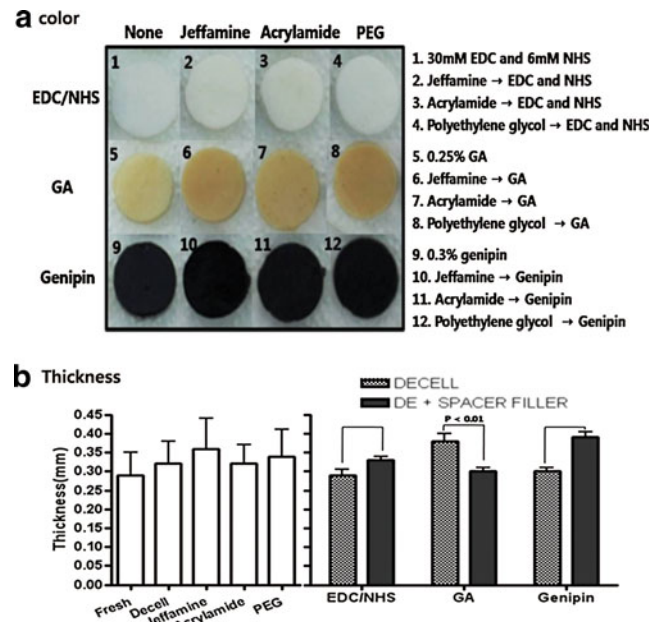 a color
None Jeffamine Acrylamide PEG
EDC/NHS
1 2 3 4
GA
5 6 7 8
Genipin
9 10 11 12
1. 30mM EDC and 6mM NHS
2. Jeffamine → EDC and NHS
3. Acrylamide → EDC and NHS
4. Polyethylene glycol → EDC and NHS
5. 0.25% GA
6. Jeffamine → GA
7. Acrylamide → GA
8. Polyethylene glycol → GA
9. 0.3% genipin
10. Jeffamine → Genipin
11. Acrylamide → Genipin
12. Polyethylene glycol → Genipin
b Thickness
DECELL
DE + SPACER FILLER
Thickness(mm)
0.45
0.40
0.35
0.30
0.25
0.20
0.15
0.10
0.05
0.00
P < 0.01
Fresh Decell Jeffamine Acrylamide PEG
EDC/NHS GA Genipin